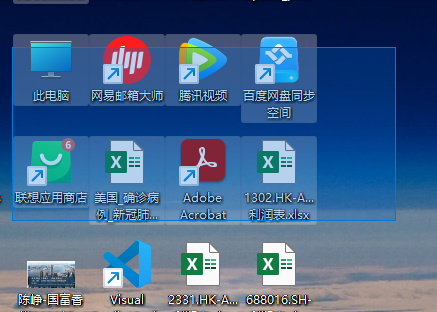 此电脑
网易邮箱大师
腾讯视频
百度网盘同步
空间
6
联想应用商店
美国_确诊病
例_新冠肺...
Adobe
Acrobat
1302.HK-A...
利润表.xlsx
陈峥-国富香
Visual
2331.HK-A...
688016.SH-